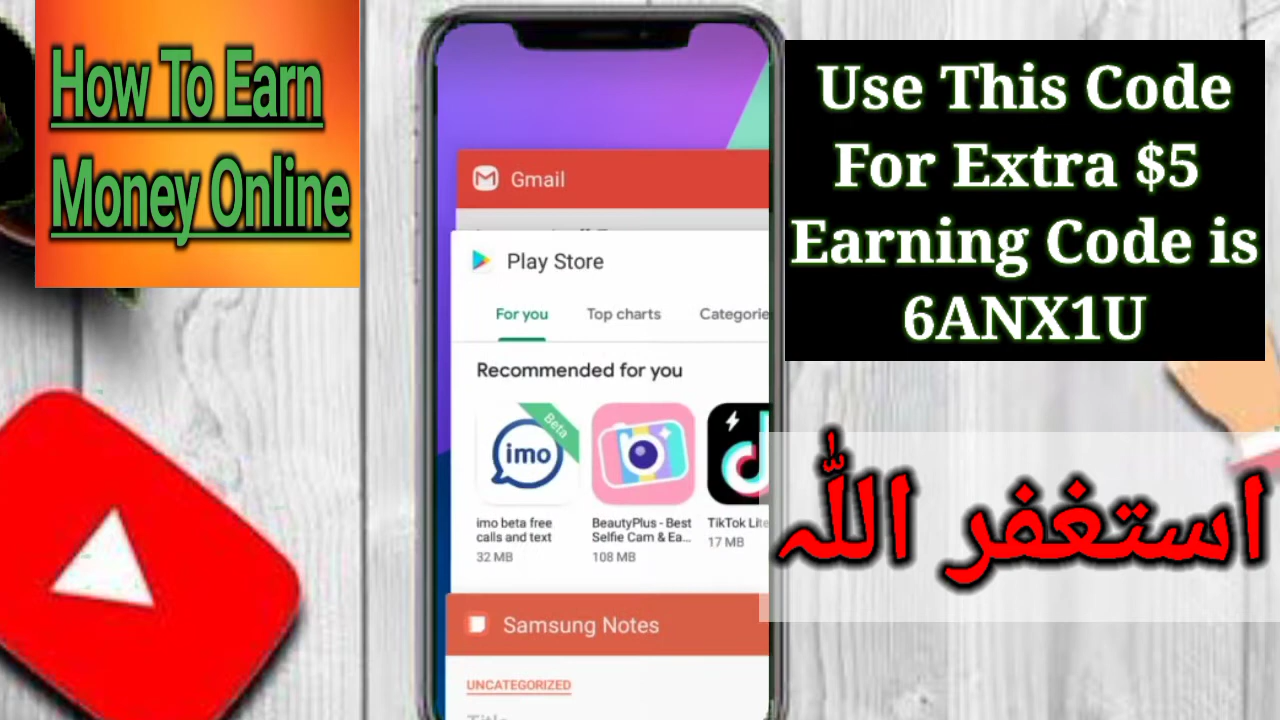 How To Earn
Money Online
Use This Code
For Extra $5
Earning Code is
6ANX1U
Gmail
Play Store
For you
Top charts
Categorie
Recommended for you
Beta
imo
imo beta free
calls and text
32 MB
BeautyPlus - Best
Selfie Cam & Ea...
108 MB
TikTok Lite
17 MB
استغفر اللّٰہ
Samsung Notes
UNCATEGORIZED
Title